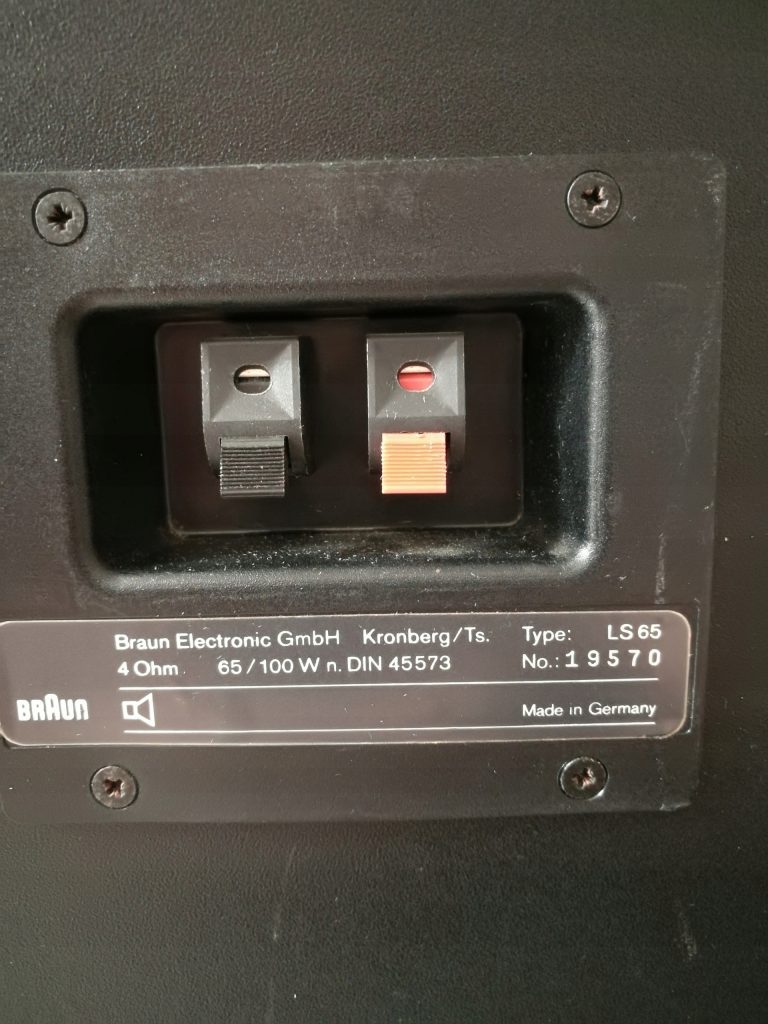 Braun Electronic GmbH Kronberg/Ts. Type: LS 65
4 Ohm 65/100 W n. DIN 45573 No.: 19570
BRAUN Made in Germany